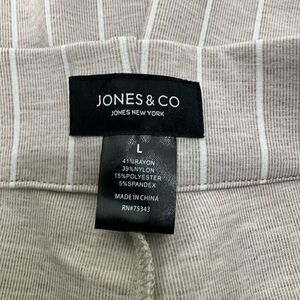 JONES & CO
JONES NEW YORK
L
41%RAYON
39%NYLON
15%POLYESTER
5%SPANDEX
MADE IN CHINA
RN#75343